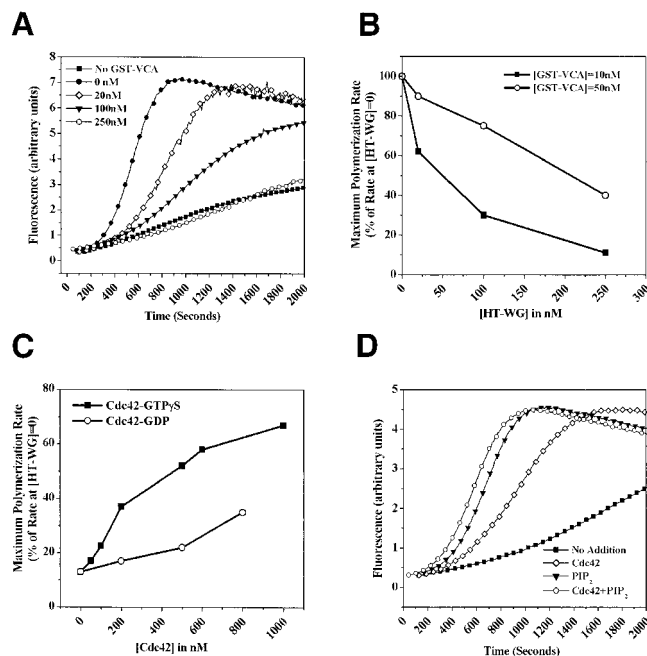 A
No GST-VCA
0 nM
20nM
100nM
250nM
Fluorescence (arbitrary units)
8
7
6
5
4
3
2
1
0
0
200
400
600
800
1000
1200
1400
1600
1800
2000
Time (Seconds)
B
[GST-VCA]=10nM
[GST-VCA]=50nM
Maximum Polymerization Rate
(% of Rate at [HT-WG]=0)
100
80
60
40
20
0
0
50
100
150
200
250
300
[HT-WG] in nM
C
Cdc42-GTPγS
Cdc42-GDP
Maximum Polymerization Rate
(% of Rate at [HT-WG]=0)
80
60
40
20
0
0
200
400
600
800
1000
[Cdc42] in nM
D
Fluorescence (arbitrary units)
5
4
3
2
1
0
No Addition
Cdc42
PIP2
Cdc42+PIP2
0
200
400
600
800
1000
1200
1400
1600
1800
2000
Time (Seconds)